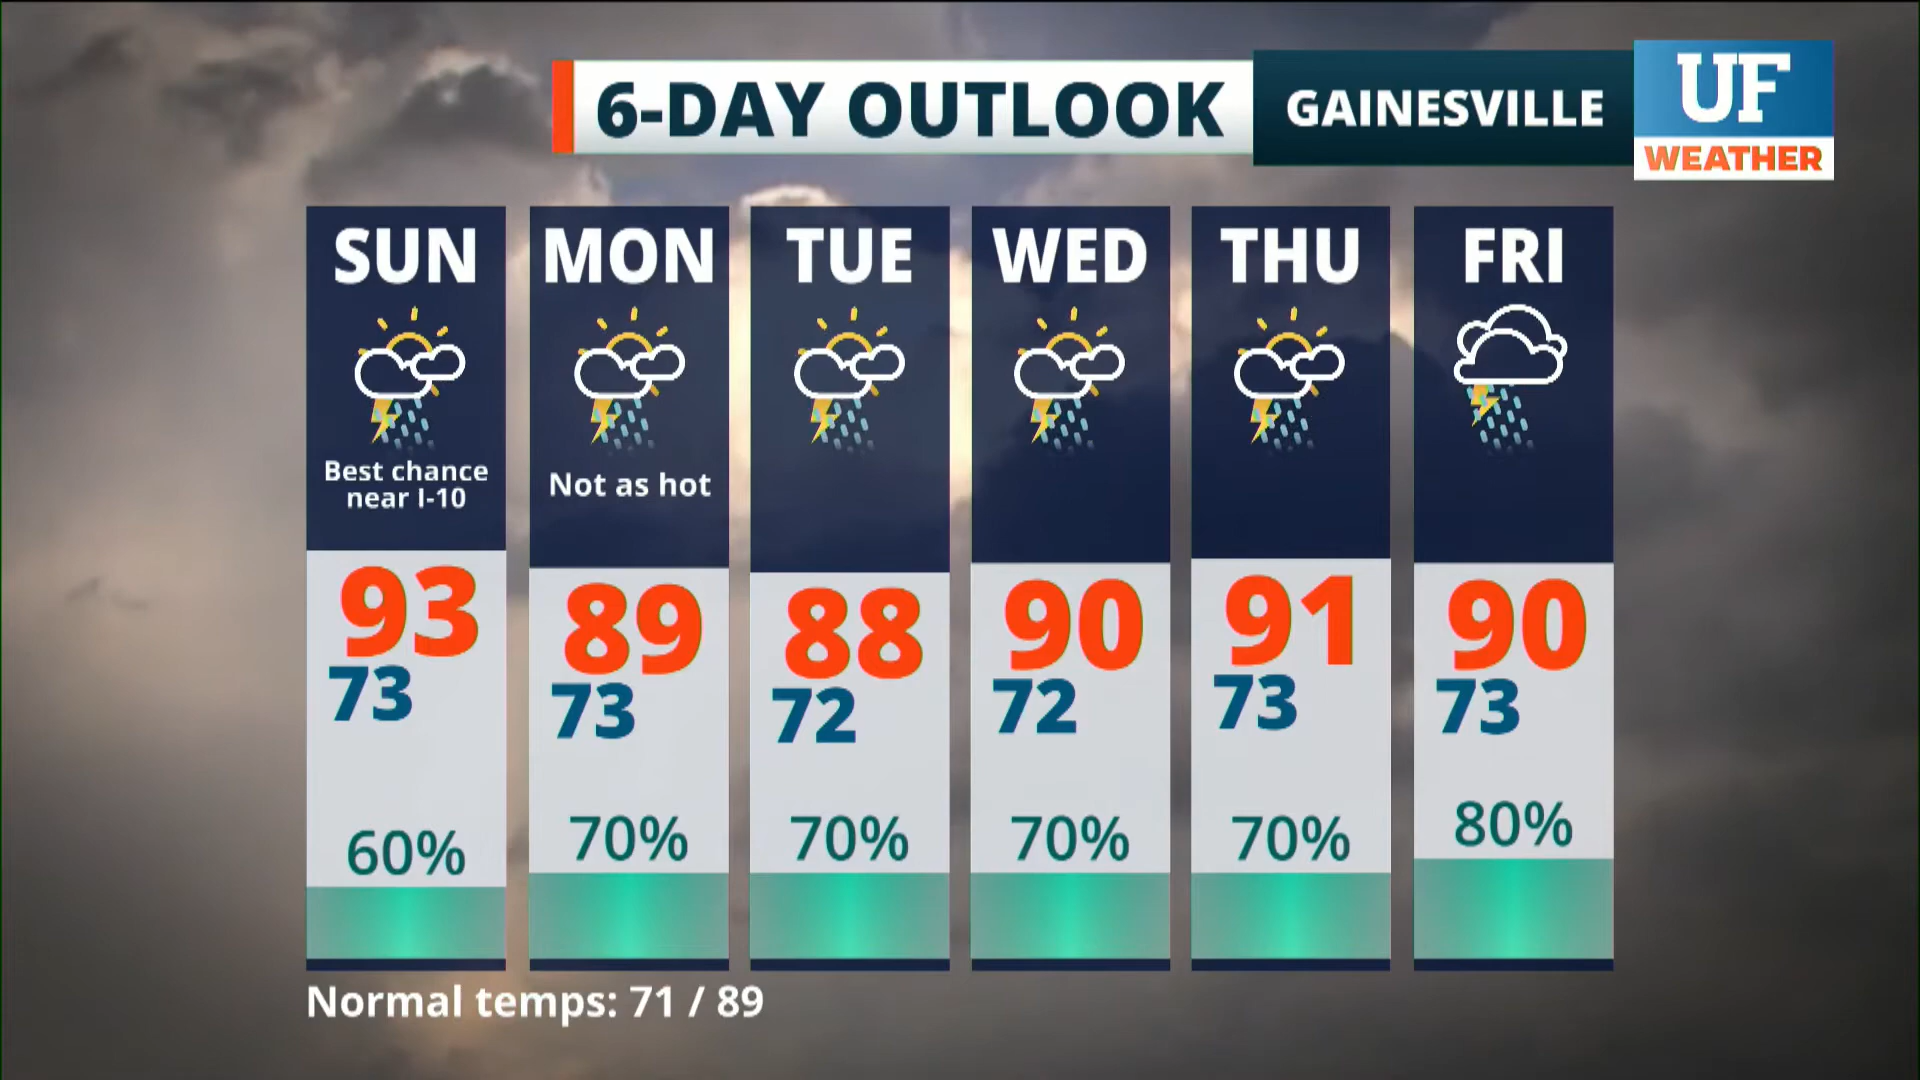 6-DAY OUTLOOK
GAINESVILLE
UF
WEATHER
SUN
Best chance
near I-10
93
73
60%
MON
Not as hot
89
73
70%
TUE
88
72
70%
WED
90
72
70%
THU
91
73
70%
FRI
90
73
80%
Normal temps: 71 / 89